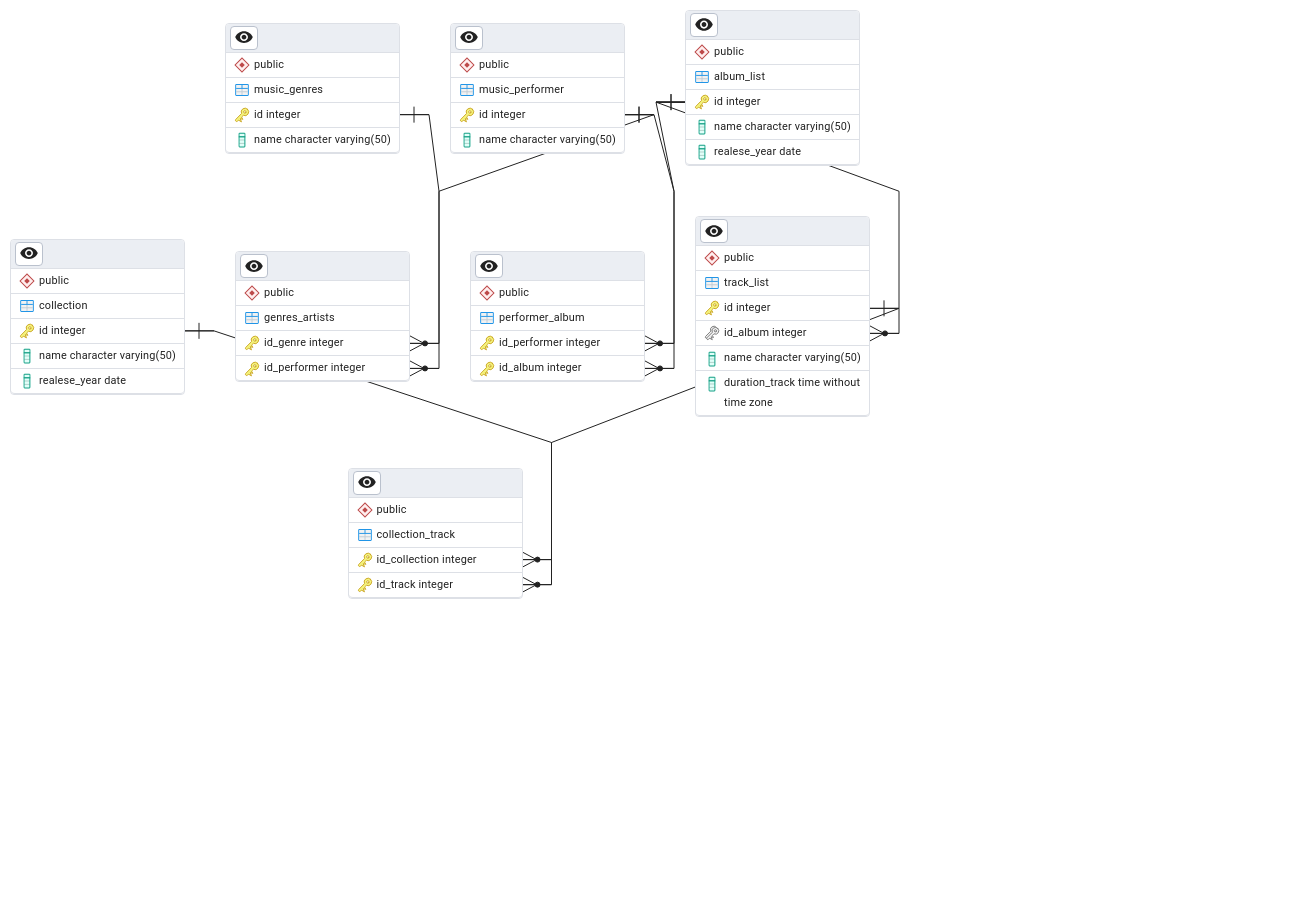 public
music_genres
id integer
name character varying(50)
public
music_performer
id integer
name character varying(50)
public
album_list
id integer
name character varying(50)
realese_year date
public
collection
id integer
name character varying(50)
realese_year date
public
genres_artists
id_genre integer
id_performer integer
public
performer_album
id_performer integer
id_album integer
public
track_list
id integer
id_album integer
name character varying(50)
duration_track time without
time zone
public
collection_track
id_collection integer
id_track integer